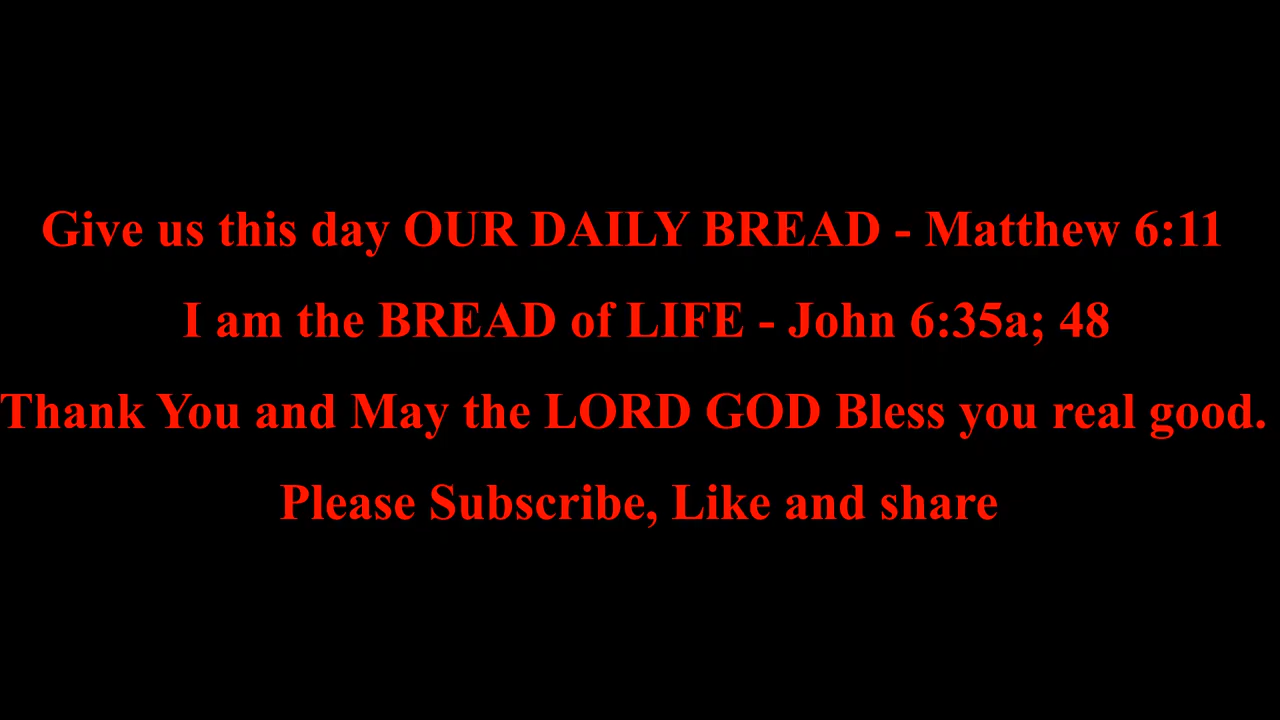 Give us this day OUR DAILY BREAD - Matthew 6:11
I am the BREAD of LIFE - John 6:35a; 48
Thank You and May the LORD GOD Bless you real good.
Please Subscribe, Like and share